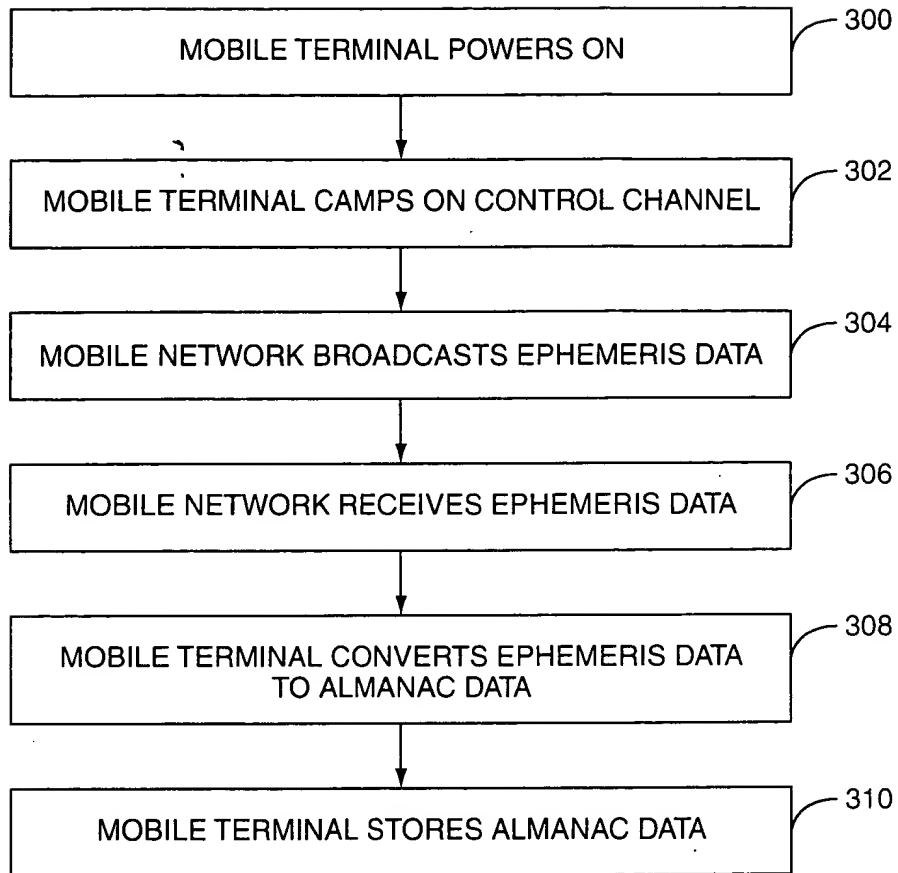 MOBILE TERMINAL POWERS ON
300
MOBILE TERMINAL CAMPS ON CONTROL CHANNEL
302
MOBILE NETWORK BROADCASTS EPHEMERIS DATA
304
MOBILE NETWORK RECEIVES EPHEMERIS DATA
306
MOBILE TERMINAL CONVERTS EPHEMERIS DATA
TO ALMANAC DATA
308
MOBILE TERMINAL STORES ALMANAC DATA
310